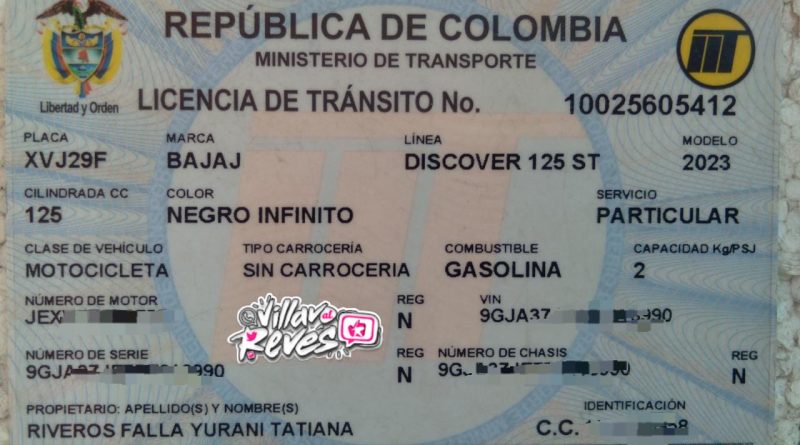 REPÚBLICA DE COLOMBIA
MINISTERIO DE TRANSPORTE
Libertad y Orden
LICENCIA DE TRÁNSITO No. 10025605412
PLACA MARCA LÍNEA MODELO
XVJ29F BAJAJ DISCOVER 125 ST 2023
CILINDRADA CC COLOR SERVICIO
125 NEGRO INFINITO PARTICULAR
CLASE DE VEHÍCULO TIPO CARROCERÍA COMBUSTIBLE CAPACIDAD Kg/PSJ
MOTOCICLETA SIN CARROCERIA GASOLINA 2
NÚMERO DE MOTOR REG VIN
N
Villav al Revés
NÚMERO DE SERIE REG NÚMERO DE CHASIS REG
N N
PROPIETARIO: APELLIDO(S) Y NOMBRE(S) IDENTIFICACIÓN
RIVEROS FALLA YURANI TATIANA C.C.